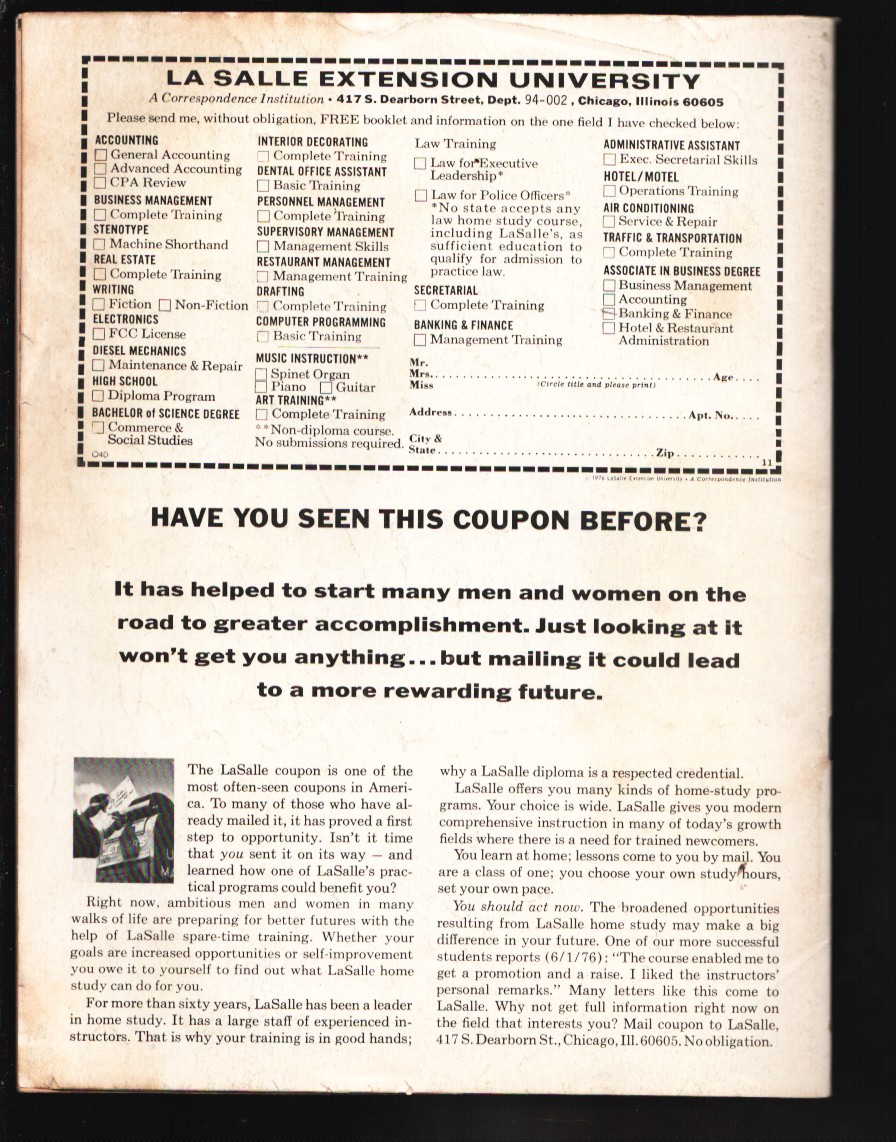 LA SALLE EXTENSION UNIVERSITY
A Correspondence Institution • 417 S. Dearborn Street, Dept. 94-002, Chicago, Illinois 60605
Please send me, without obligation, FREE booklet and information on the one field I have checked below:
ACCOUNTING
General Accounting
Advanced Accounting
CPA Review
BUSINESS MANAGEMENT
Complete Training
STENOTYPE
Machine Shorthand
REAL ESTATE
Complete Training
WRITING
Fiction Non-Fiction
ELECTRONICS
FCC License
DIESEL MECHANICS
Maintenance & Repair
HIGH SCHOOL
Diploma Program
BACHELOR of SCIENCE DEGREE
Commerce &
Social Studies
O40
INTERIOR DECORATING
Complete Training
DENTAL OFFICE ASSISTANT
Basic Training
PERSONNEL MANAGEMENT
Complete Training
SUPERVISORY MANAGEMENT
Management Skills
RESTAURANT MANAGEMENT
Management Training
DRAFTING
Complete Training
COMPUTER PROGRAMMING
Basic Training
MUSIC INSTRUCTION**
Spinet Organ
Piano Guitar
ART TRAINING**
Complete Training
**Non-diploma course.
No submissions required.
Law Training
Law for Executive
Leadership*
Law for Police Officers*
*No state accepts any
law home study course,
including LaSalle's, as
sufficient education to
qualify for admission to
practice law.
SECRETARIAL
Complete Training
BANKING & FINANCE
Management Training
ADMINISTRATIVE ASSISTANT
Exec. Secretarial Skills
HOTEL/MOTEL
Operations Training
AIR CONDITIONING
Service & Repair
TRAFFIC & TRANSPORTATION
Complete Training
ASSOCIATE IN BUSINESS DEGREE
Business Management
Accounting
Banking & Finance
Hotel & Restaurant
Administration
Mr.
Mrs. Age
Miss (Circle title and please print)
Address Apt. No.
City &
State Zip
11
© 1976 LaSalle Extension University • A Correspondence Institution
HAVE YOU SEEN THIS COUPON BEFORE?
It has helped to start many men and women on the
road to greater accomplishment. Just looking at it
won't get you anything...but mailing it could lead
to a more rewarding future.
The LaSalle coupon is one of the
most often-seen coupons in Ameri-
ca. To many of those who have al-
ready mailed it, it has proved a first
step to opportunity. Isn't it time
that you sent it on its way — and
learned how one of LaSalle's prac-
tical programs could benefit you?
Right now, ambitious men and women in many
walks of life are preparing for better futures with the
help of LaSalle spare-time training. Whether your
goals are increased opportunities or self-improvement
you owe it to yourself to find out what LaSalle home
study can do for you.
For more than sixty years, LaSalle has been a leader
in home study. It has a large staff of experienced in-
structors. That is why your training is in good hands;
why a LaSalle diploma is a respected credential.
LaSalle offers you many kinds of home-study pro-
grams. Your choice is wide. LaSalle gives you modern
comprehensive instruction in many of today's growth
fields where there is a need for trained newcomers.
You learn at home; lessons come to you by mail. You
are a class of one; you choose your own study hours,
set your own pace.
You should act now. The broadened opportunities
resulting from LaSalle home study may make a big
difference in your future. One of our more successful
students reports (6/1/76): "The course enabled me to
get a promotion and a raise. I liked the instructors'
personal remarks." Many letters like this come to
LaSalle. Why not get full information right now on
the field that interests you? Mail coupon to LaSalle,
417 S. Dearborn St., Chicago, Ill. 60605. No obligation.